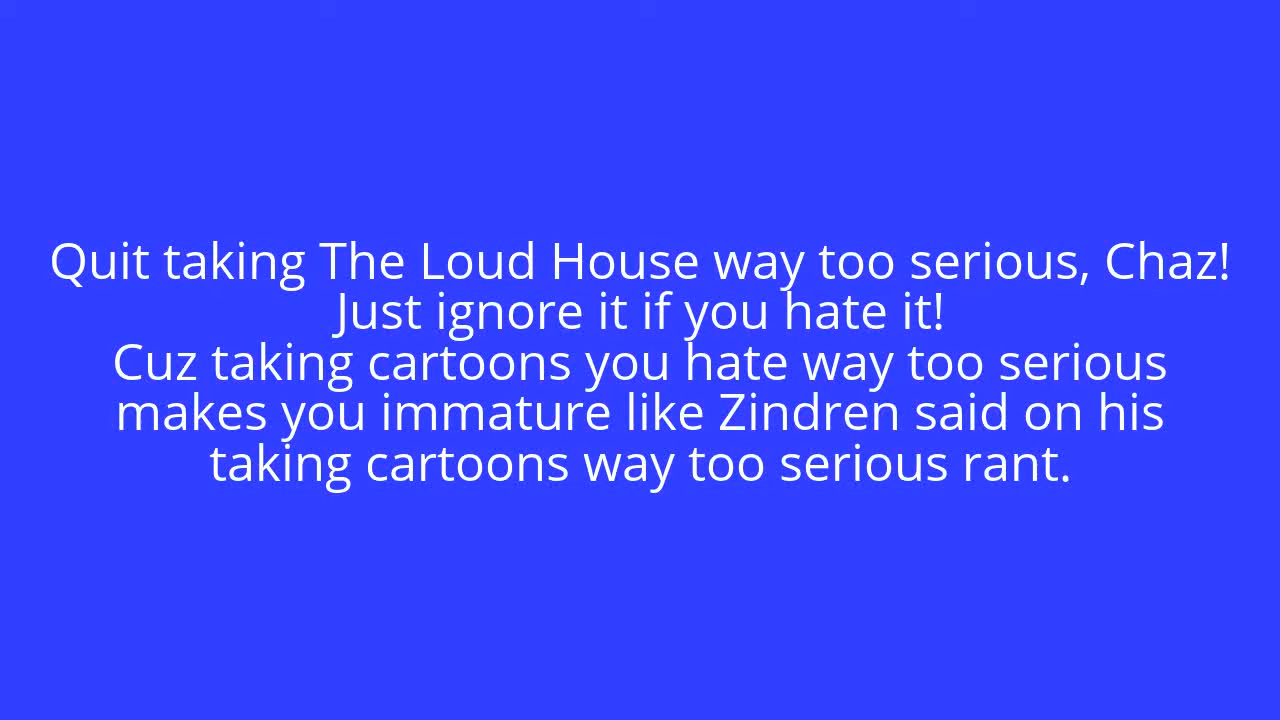 Quit taking The Loud House way too serious, Chaz!
Just ignore it if you hate it!
Cuz taking cartoons you hate way too serious
makes you immature like Zindren said on his
taking cartoons way too serious rant.